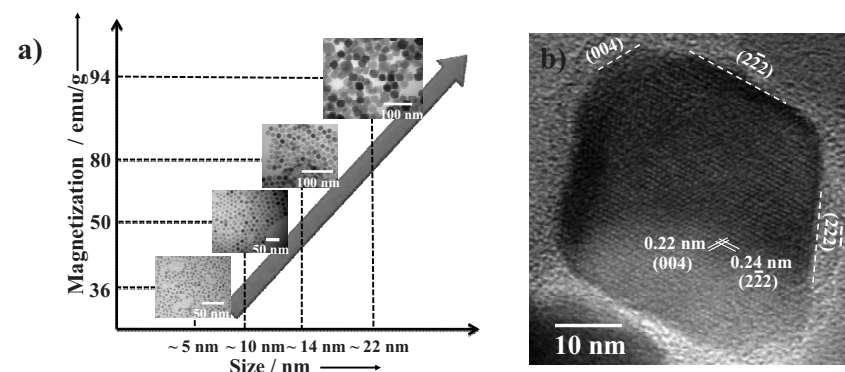 a)
Magnetization / emu/g
94
80
50
36
100 nm
100 nm
50 nm
50 nm
~ 5 nm ~ 10 nm ~ 14 nm ~ 22 nm
Size / nm
b)
(004)
(22̅2)
(2̅2̅2)
0.22 nm
(004)
0.24 nm
(22̅2)
10 nm